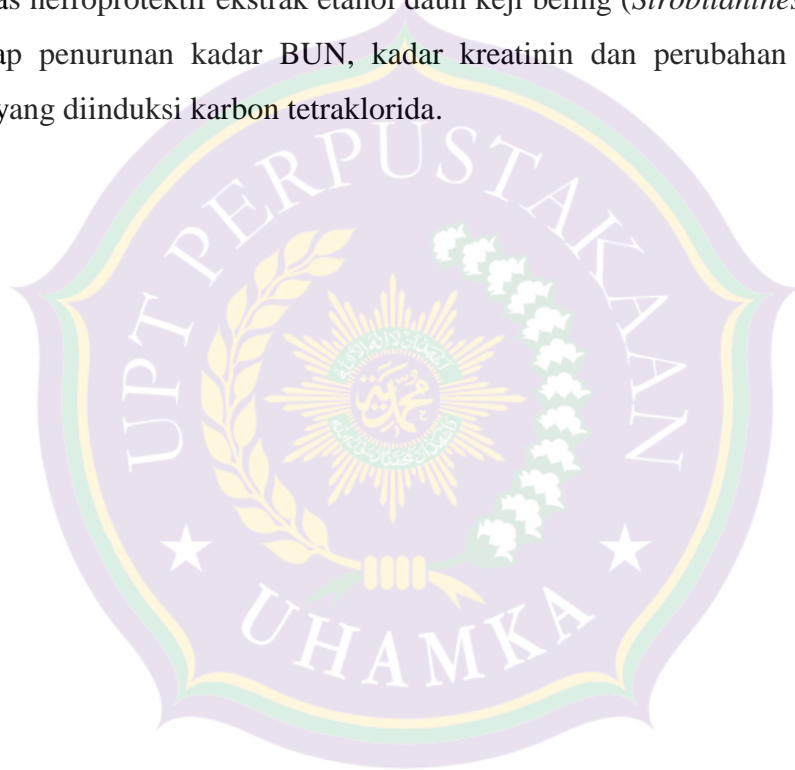 as nefroprotektif ekstrak etanol daun keji beling (Strobilanthes
ap penurunan kadar BUN, kadar kreatinin dan perubahan
yang diinduksi karbon tetraklorida.
UPT PERPUSTAKAAN
محمدية
UHAMKA